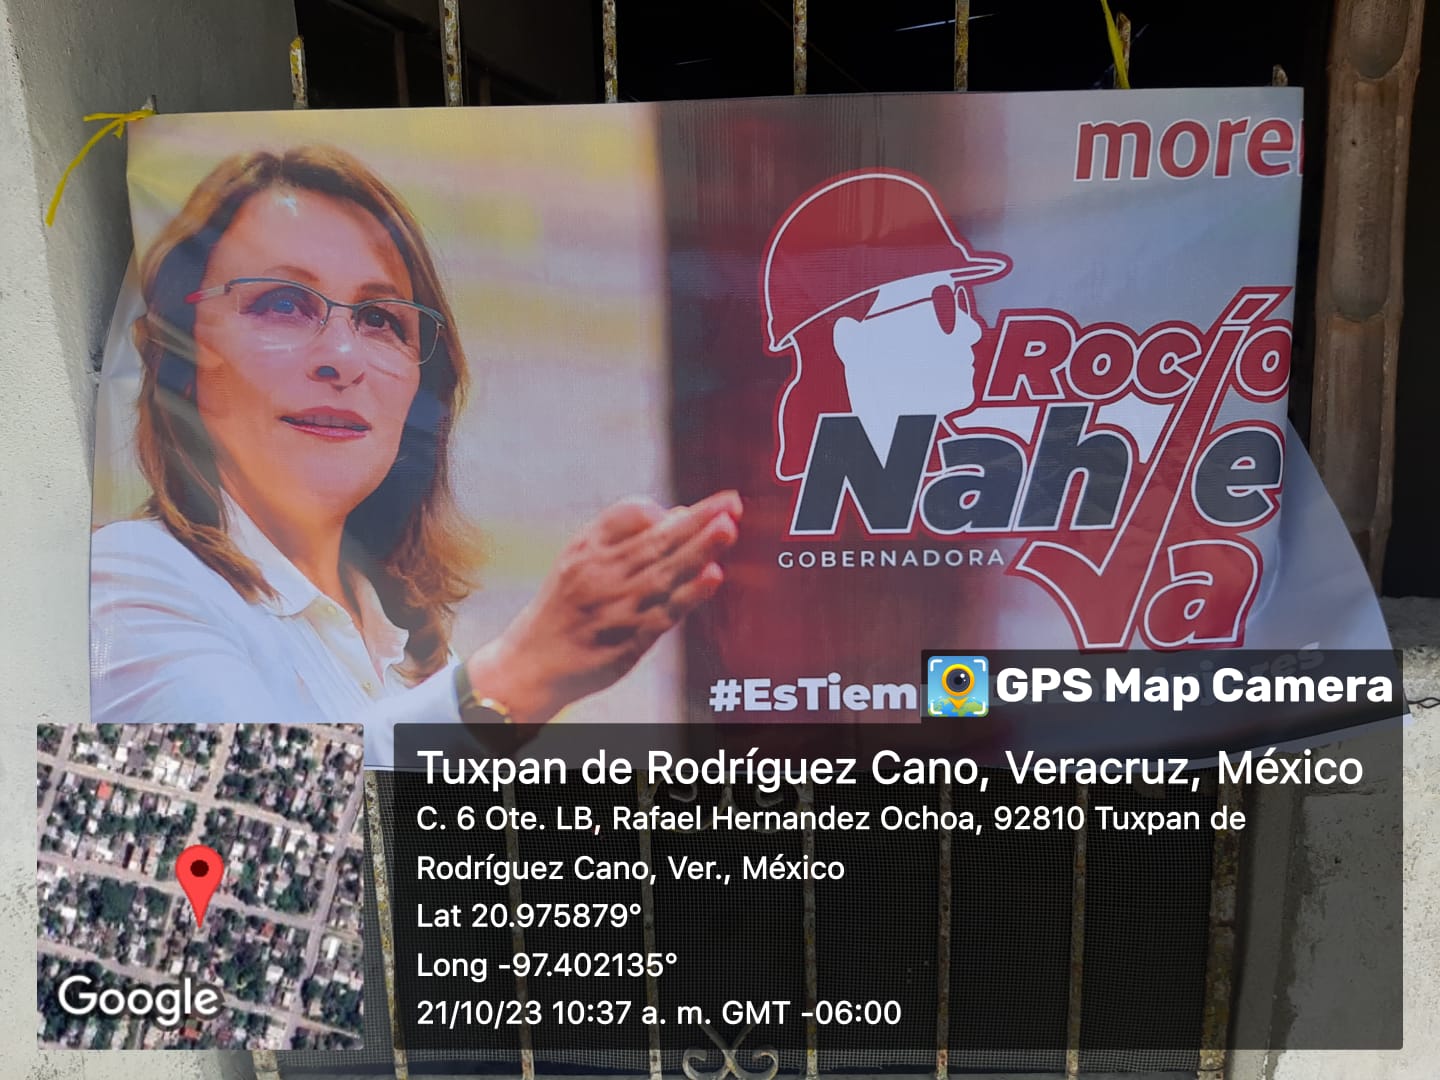 more
Rocío
Nahle
GOBERNADORA
Va
#EsTiem
GPS Map Camera
Tuxpan de Rodríguez Cano, Veracruz, México
C. 6 Ote. LB, Rafael Hernandez Ochoa, 92810 Tuxpan de
Rodríguez Cano, Ver., México
Lat 20.975879°
Long -97.402135°
21/10/23 10:37 a. m. GMT -06:00
Google